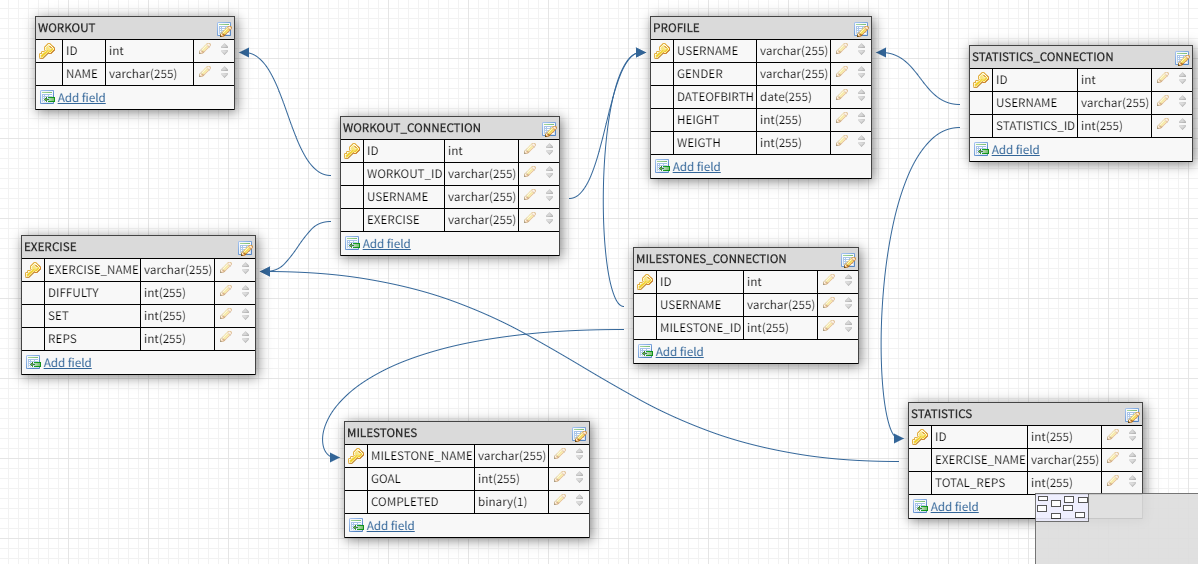 WORKOUT
ID int
NAME varchar(255)
Add field
PROFILE
USERNAME varchar(255)
GENDER varchar(255)
DATEOFBIRTH date(255)
HEIGHT int(255)
WEIGTH int(255)
Add field
STATISTICS_CONNECTION
ID int
USERNAME varchar(255)
STATISTICS_ID int(255)
Add field
WORKOUT_CONNECTION
ID int
WORKOUT_ID varchar(255)
USERNAME varchar(255)
EXERCISE varchar(255)
Add field
EXERCISE
EXERCISE_NAME varchar(255)
DIFFULTY int(255)
SET int(255)
REPS int(255)
Add field
MILESTONES_CONNECTION
ID int
USERNAME varchar(255)
MILESTONE_ID int(255)
Add field
MILESTONES
MILESTONE_NAME varchar(255)
GOAL int(255)
COMPLETED binary(1)
Add field
STATISTICS
ID int(255)
EXERCISE_NAME varchar(255)
TOTAL_REPS int(255)
Add field